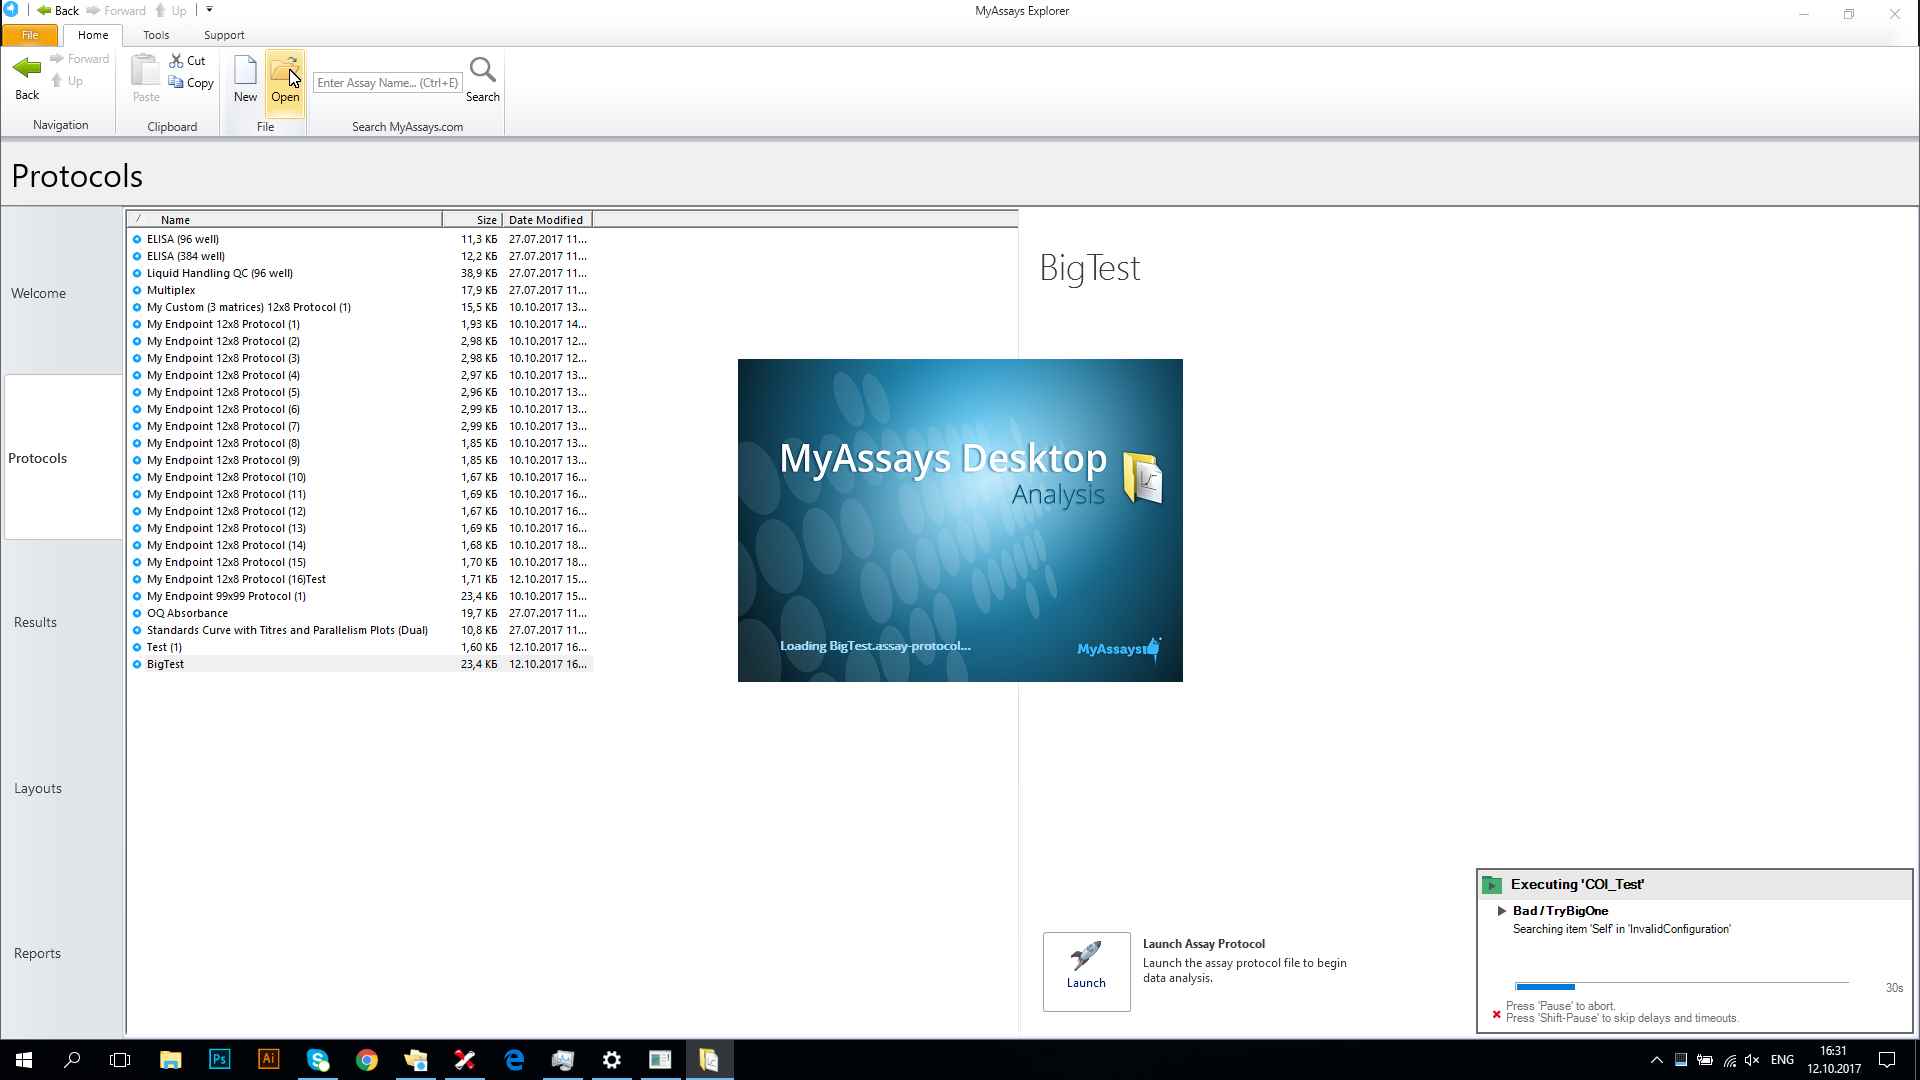 Back Forward Up MyAssays Explorer
File Home Tools Support
Back Forward Up Navigation
Paste Cut Copy Clipboard
New Open File
Enter Assay Name... (Ctrl+E) Search Search MyAssays.com
Protocols
Welcome
Protocols
Results
Layouts
Reports
/ Name Size Date Modified
ELISA (96 well) 11,3 КБ 27.07.2017 11...
ELISA (384 well) 12,2 КБ 27.07.2017 11...
Liquid Handling QC (96 well) 38,9 КБ 27.07.2017 11...
Multiplex 17,9 КБ 27.07.2017 11...
My Custom (3 matrices) 12x8 Protocol (1) 15,5 КБ 10.10.2017 13...
My Endpoint 12x8 Protocol (1) 1,93 КБ 10.10.2017 14...
My Endpoint 12x8 Protocol (2) 2,98 КБ 10.10.2017 12...
My Endpoint 12x8 Protocol (3) 2,98 КБ 10.10.2017 12...
My Endpoint 12x8 Protocol (4) 2,97 КБ 10.10.2017 13...
My Endpoint 12x8 Protocol (5) 2,96 КБ 10.10.2017 13...
My Endpoint 12x8 Protocol (6) 2,99 КБ 10.10.2017 13...
My Endpoint 12x8 Protocol (7) 2,99 КБ 10.10.2017 13...
My Endpoint 12x8 Protocol (8) 1,85 КБ 10.10.2017 13...
My Endpoint 12x8 Protocol (9) 1,85 КБ 10.10.2017 13...
My Endpoint 12x8 Protocol (10) 1,67 КБ 10.10.2017 16...
My Endpoint 12x8 Protocol (11) 1,69 КБ 10.10.2017 16...
My Endpoint 12x8 Protocol (12) 1,67 КБ 10.10.2017 16...
My Endpoint 12x8 Protocol (13) 1,69 КБ 10.10.2017 16...
My Endpoint 12x8 Protocol (14) 1,68 КБ 10.10.2017 18...
My Endpoint 12x8 Protocol (15) 1,70 КБ 10.10.2017 18...
My Endpoint 12x8 Protocol (16)Test 1,71 КБ 12.10.2017 15...
My Endpoint 99x99 Protocol (1) 23,4 КБ 10.10.2017 15...
OQ Absorbance 19,7 КБ 27.07.2017 11...
Standards Curve with Titres and Parallelism Plots (Dual) 10,8 КБ 27.07.2017 11...
Test (1) 1,60 КБ 12.10.2017 16...
BigTest 23,4 КБ 12.10.2017 16...
BigTest
MyAssays Desktop
Analysis
Loading BigTest.assay-protocol... MyAssays
Launch
Launch Assay Protocol
Launch the assay protocol file to begin
data analysis.
Executing 'COI_Test'
Bad / TryBigOne
Searching item 'Self' in 'InvalidConfiguration'
30s
Press 'Pause' to abort.
Press 'Shift-Pause' to skip delays and timeouts.
Ps Ai ENG 16:31
12.10.2017